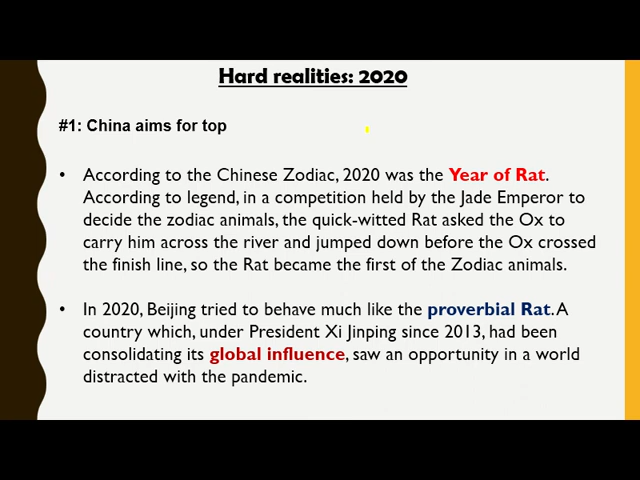 Hard realities: 2020
#1: China aims for top
• According to the Chinese Zodiac, 2020 was the Year of Rat.
According to legend, in a competition held by the Jade Emperor to
decide the zodiac animals, the quick-witted Rat asked the Ox to
carry him across the river and jumped down before the Ox crossed
the finish line, so the Rat became the first of the Zodiac animals.
• In 2020, Beijing tried to behave much like the proverbial Rat. A
country which, under President Xi Jinping since 2013, had been
consolidating its global influence, saw an opportunity in a world
distracted with the pandemic.